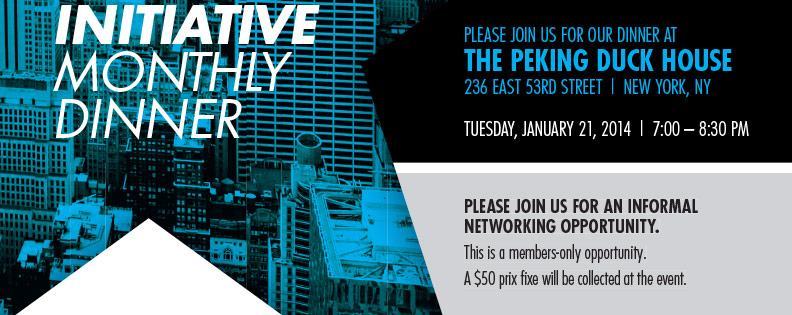 INITIATIVE
MONTHLY
DINNER
PLEASE JOIN US FOR OUR DINNER AT
THE PEKING DUCK HOUSE
236 EAST 53RD STREET | NEW YORK, NY
TUESDAY, JANUARY 21, 2014 | 7:00 – 8:30 PM
PLEASE JOIN US FOR AN INFORMAL
NETWORKING OPPORTUNITY.
This is a members-only opportunity.
A $50 prix fixe will be collected at the event.